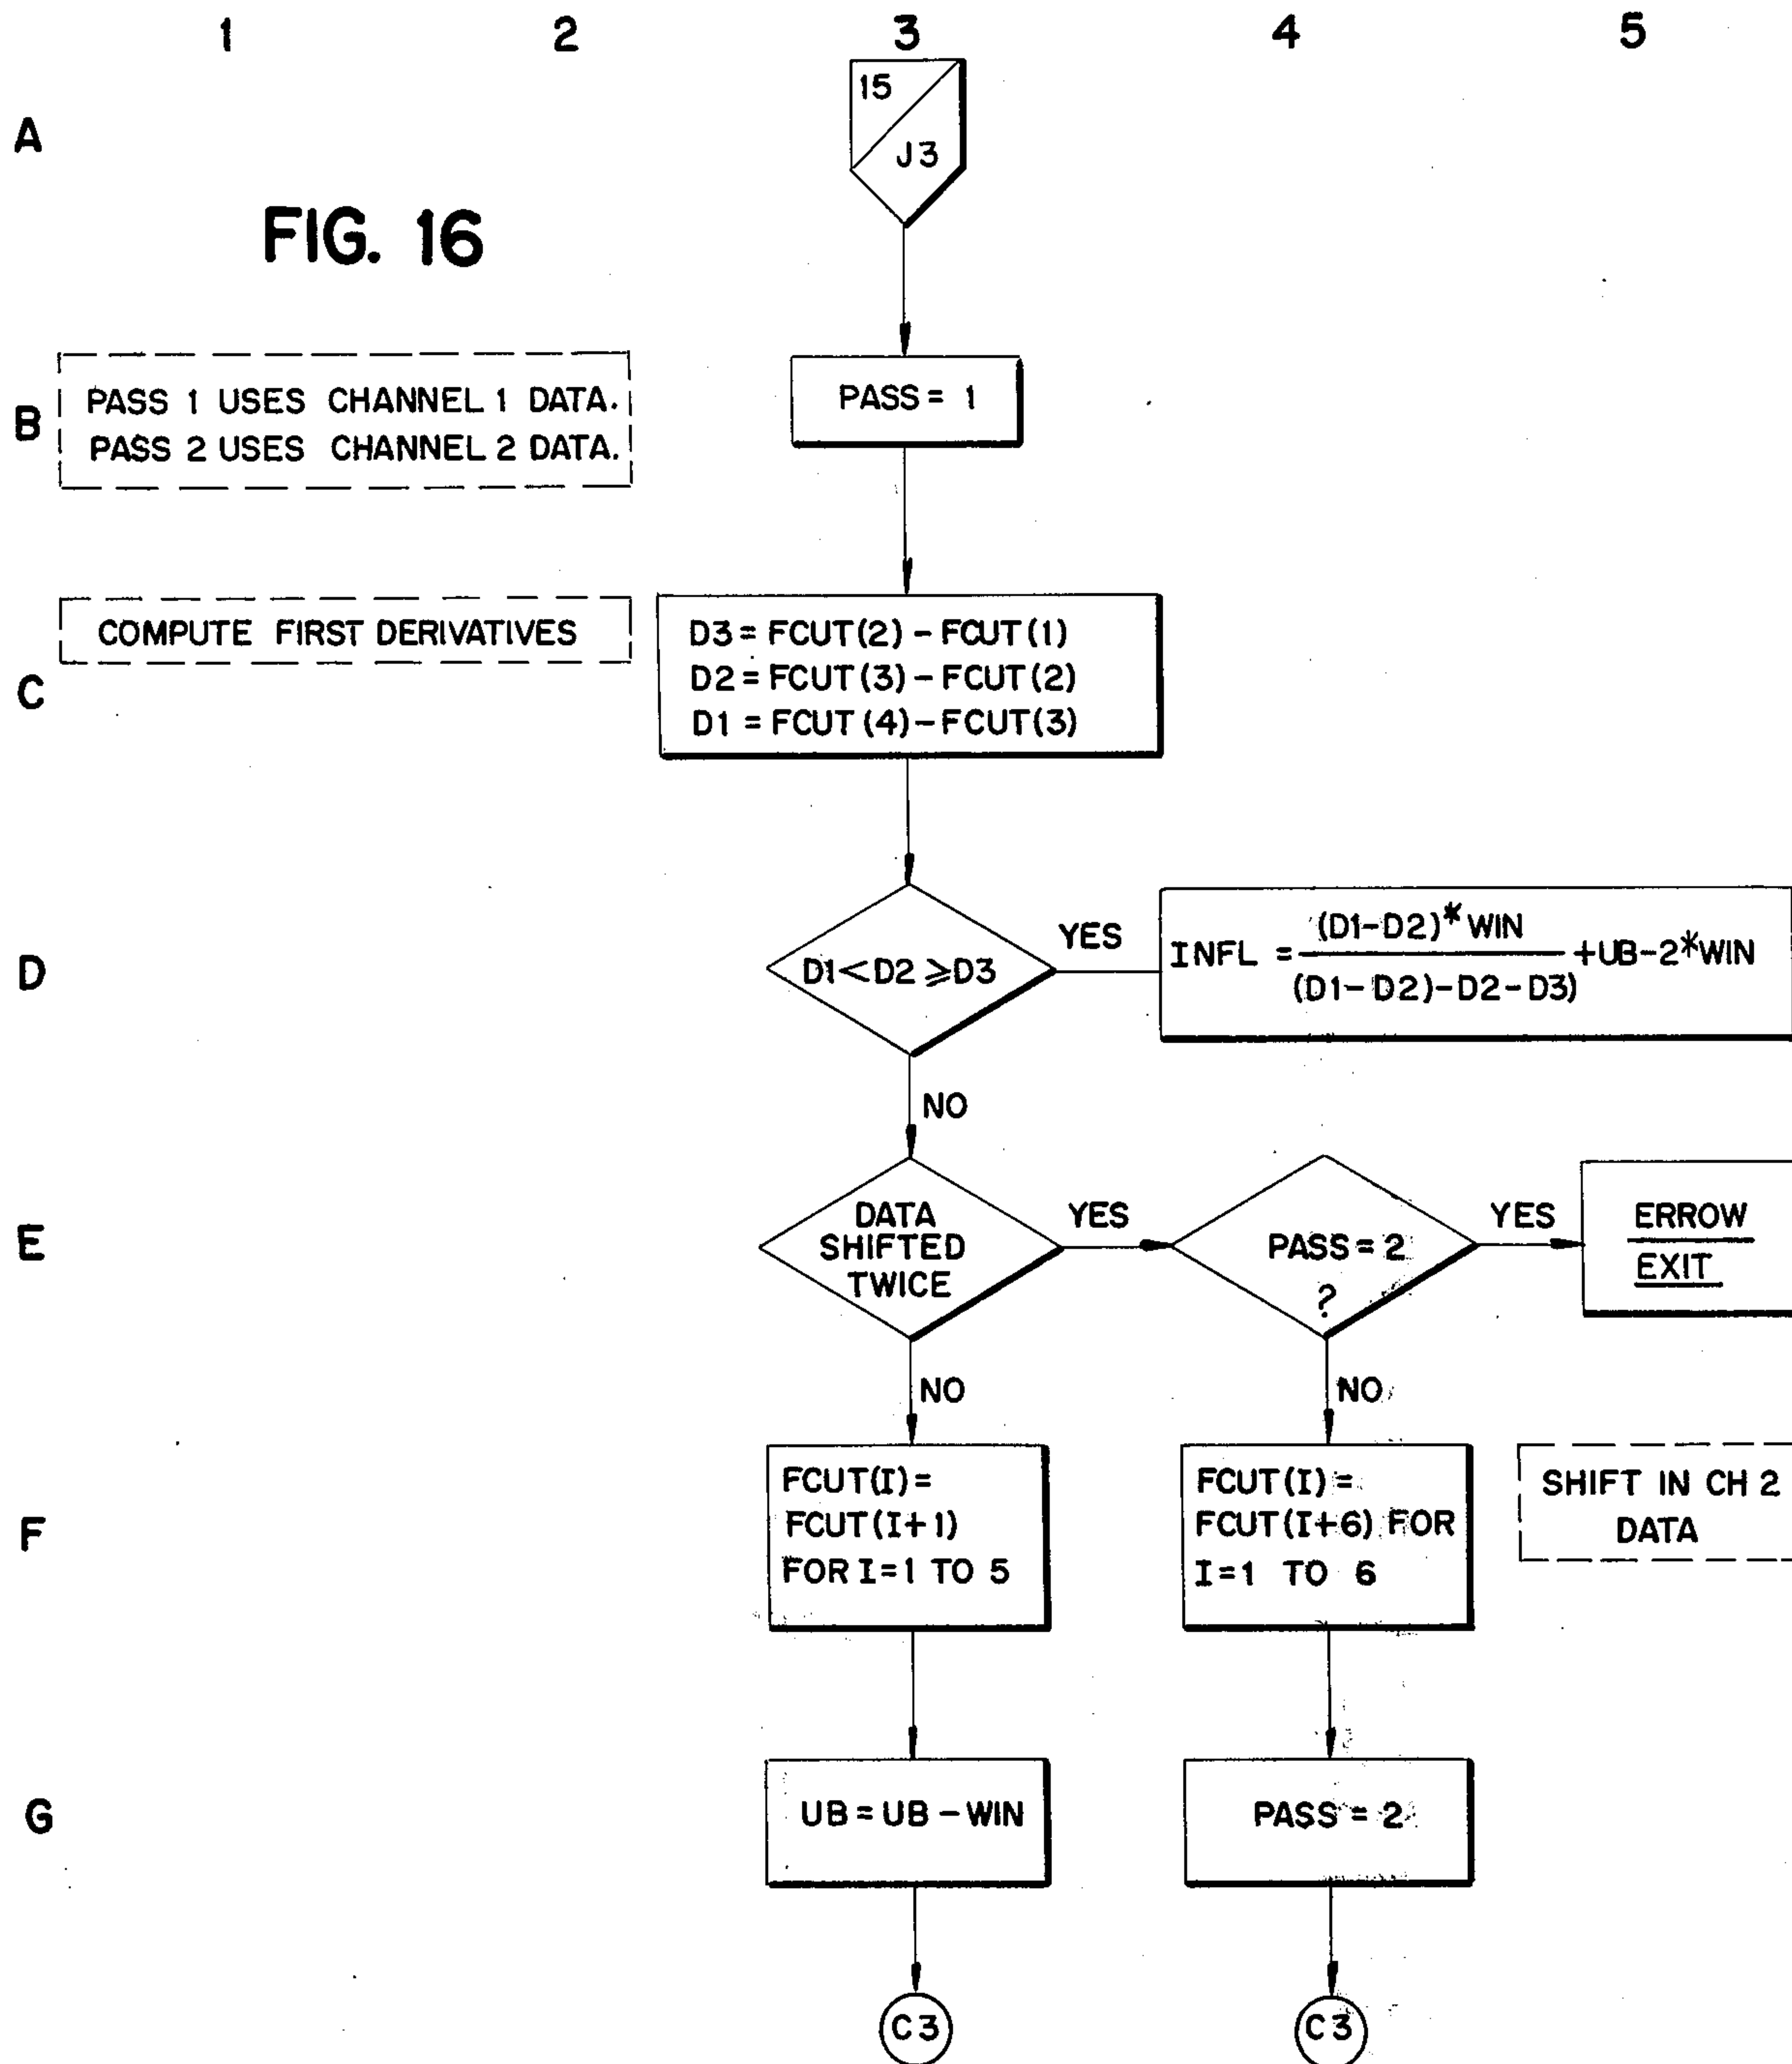 1 2 3 4 5
15
J3
A
FIG. 16
B
PASS 1 USES CHANNEL 1 DATA.
PASS 2 USES CHANNEL 2 DATA.
PASS = 1
COMPUTE FIRST DERIVATIVES
C
D3 = FCUT(2) - FCUT(1)
D2 = FCUT(3) - FCUT(2)
D1 = FCUT(4) - FCUT(3)
D
D1<D2≥D3
YES
INFL = (D1-D2)* WIN
+UB-2*WIN
(D1-D2)-D2-D3)
NO
E
DATA
SHIFTED
TWICE
YES
PASS = 2
?
YES
ERROW
EXIT
NO
NO
F
FCUT(I) =
FCUT(I+1)
FOR I=1 TO 5
FCUT(I) =
FCUT(I+6) FOR
I=1 TO 6
SHIFT IN CH 2
DATA
G
UB = UB - WIN
PASS = 2
C3
C3